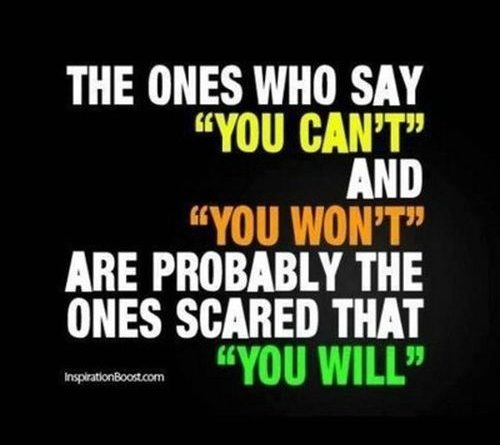 THE ONES WHO SAY
“YOU CAN’T”
AND
“YOU WON’T”
ARE PROBABLY THE
ONES SCARED THAT
“YOU WILL”
InspirationBoost.com